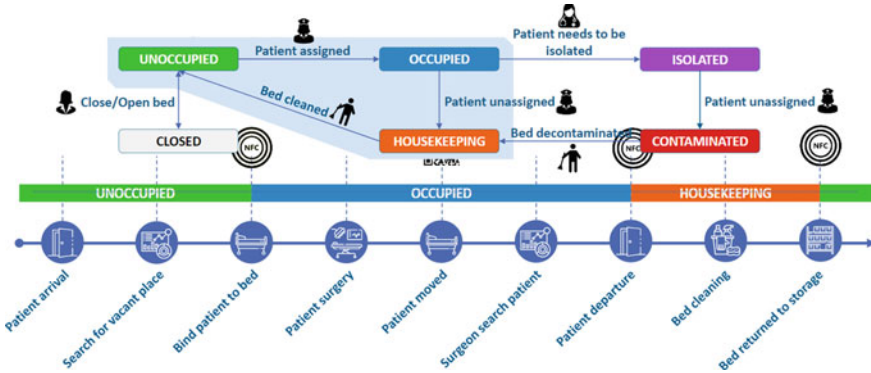 Patient needs to be
isolated
Patient assigned
UNOCCUPIED
OCCUPIED
ISOLATED
Close/Open bed
Bed cleaned
Patient unassigned
Patient unassigned
Bed decontaminated
CLOSED
NFC
HOUSEKEEPING
NFC
CONTAMINATED
NFC
UNOCCUPIED
OCCUPIED
HOUSEKEEPING
Patient arrival
Search for vacant place
Bind patient to bed
Patient surgery
Patient moved
Surgeon search patient
Patient departure
Bed cleaning
Bed returned to storage